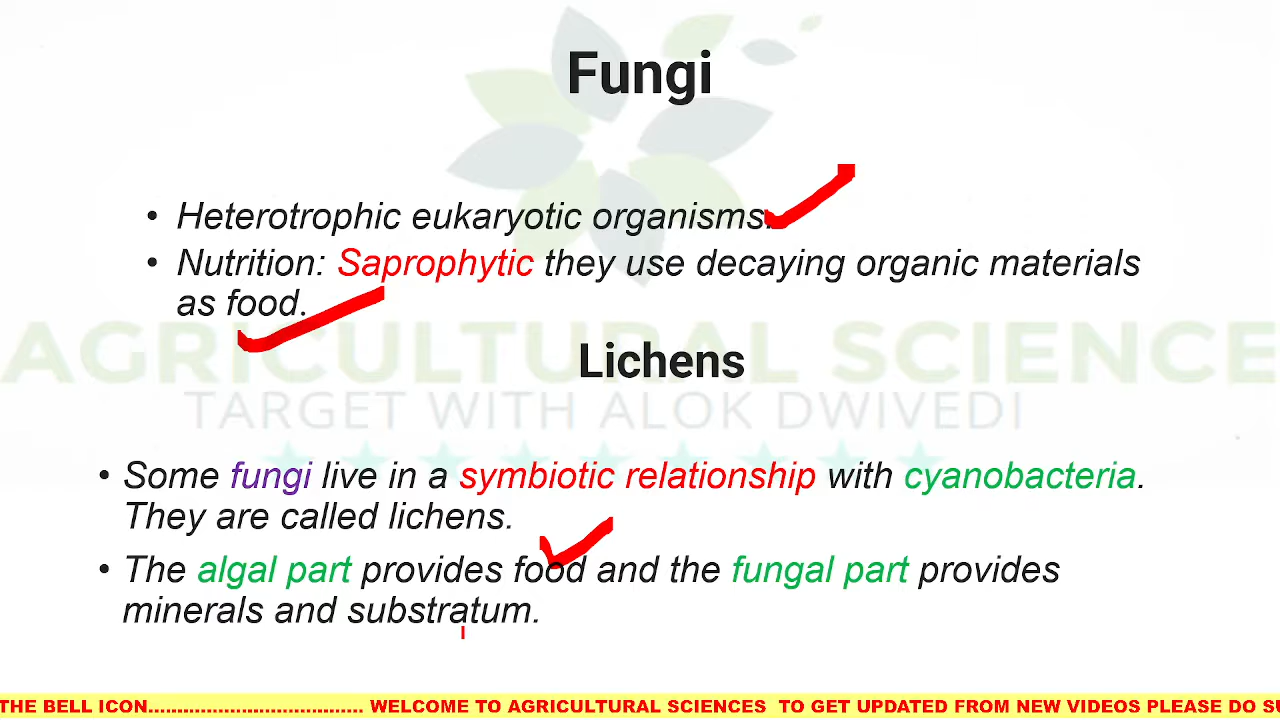 Fungi
• Heterotrophic eukaryotic organisms.
• Nutrition: Saprophytic they use decaying organic materials
as food.
AGRICULTURAL SCIENCE
Lichens
TARGET WITH ALOK DWIVEDI
• Some fungi live in a symbiotic relationship with cyanobacteria.
They are called lichens.
• The algal part provides food and the fungal part provides
minerals and substratum.
THE BELL ICON.................................... WELCOME TO AGRICULTURAL SCIENCES TO GET UPDATED FROM NEW VIDEOS PLEASE DO SU